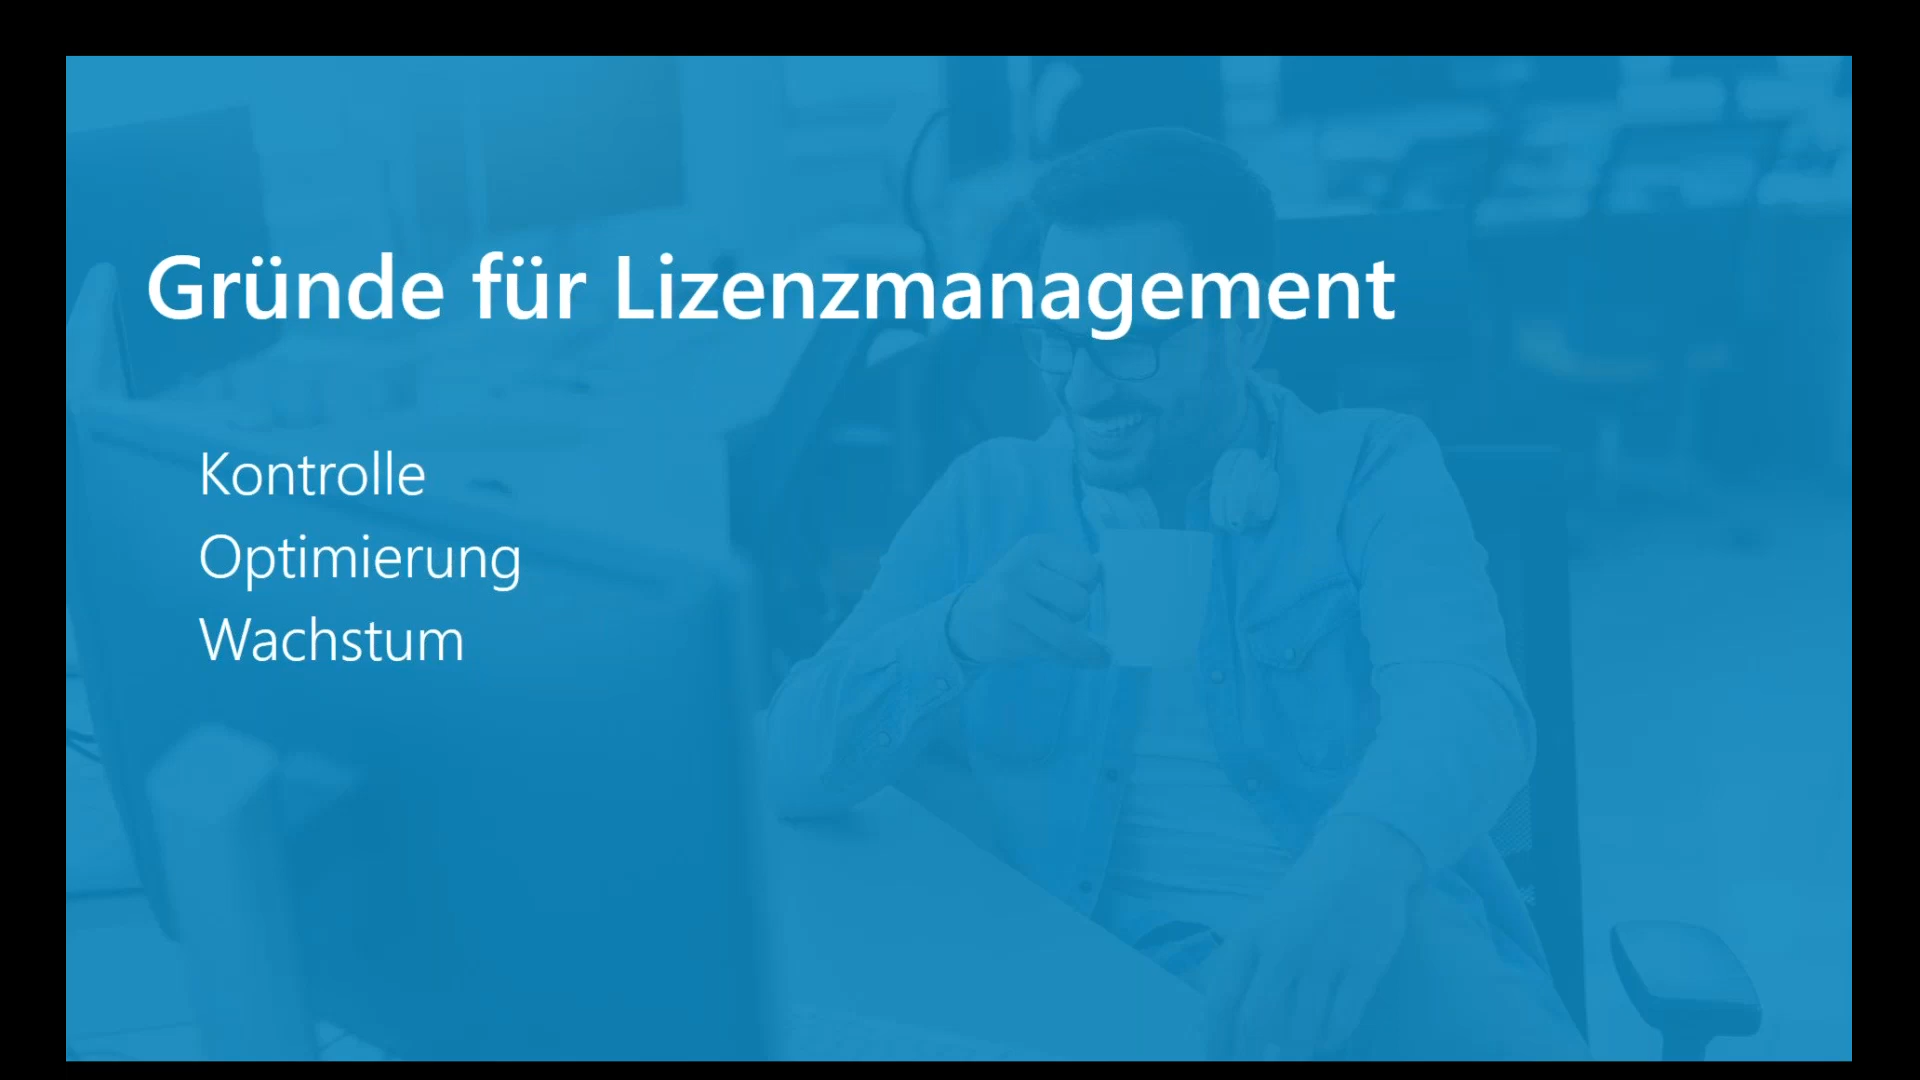 Gründe für Lizenzmanagement
Kontrolle
Optimierung
Wachstum